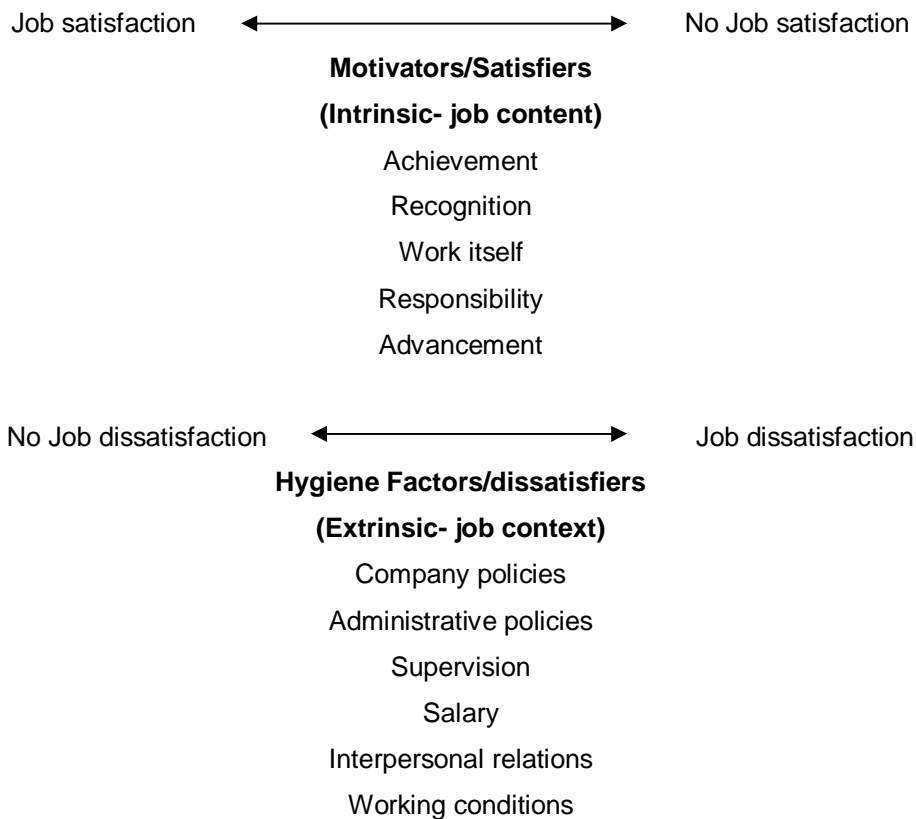 Job satisfaction No Job satisfaction
Motivators/Satisfiers
(Intrinsic- job content)
Achievement
Recognition
Work itself
Responsibility
Advancement
No Job dissatisfaction Job dissatisfaction
Hygiene Factors/dissatisfiers
(Extrinsic- job context)
Company policies
Administrative policies
Supervision
Salary
Interpersonal relations
Working conditions